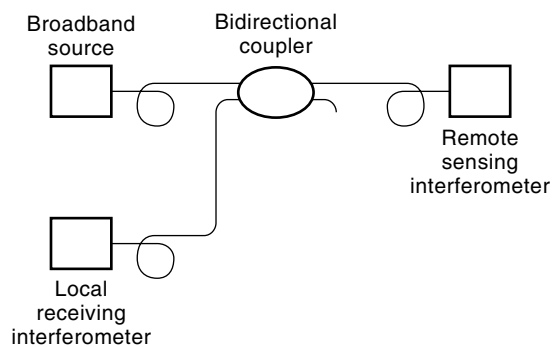 Broadband
source
Bidirectional
coupler
Remote
sensing
interferometer
Local
receiving
interferometer